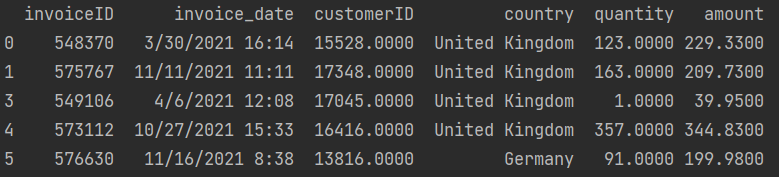 invoiceID invoice_date customerID country quantity amount
0 548370 3/30/2021 16:14 15528.0000 United Kingdom 123.0000 229.3300
1 575767 11/11/2021 11:11 17348.0000 United Kingdom 163.0000 209.7300
3 549106 4/6/2021 12:08 17045.0000 United Kingdom 1.0000 39.9500
4 573112 10/27/2021 15:33 16416.0000 United Kingdom 357.0000 344.8300
5 576630 11/16/2021 8:38 13816.0000 Germany 91.0000 199.9800